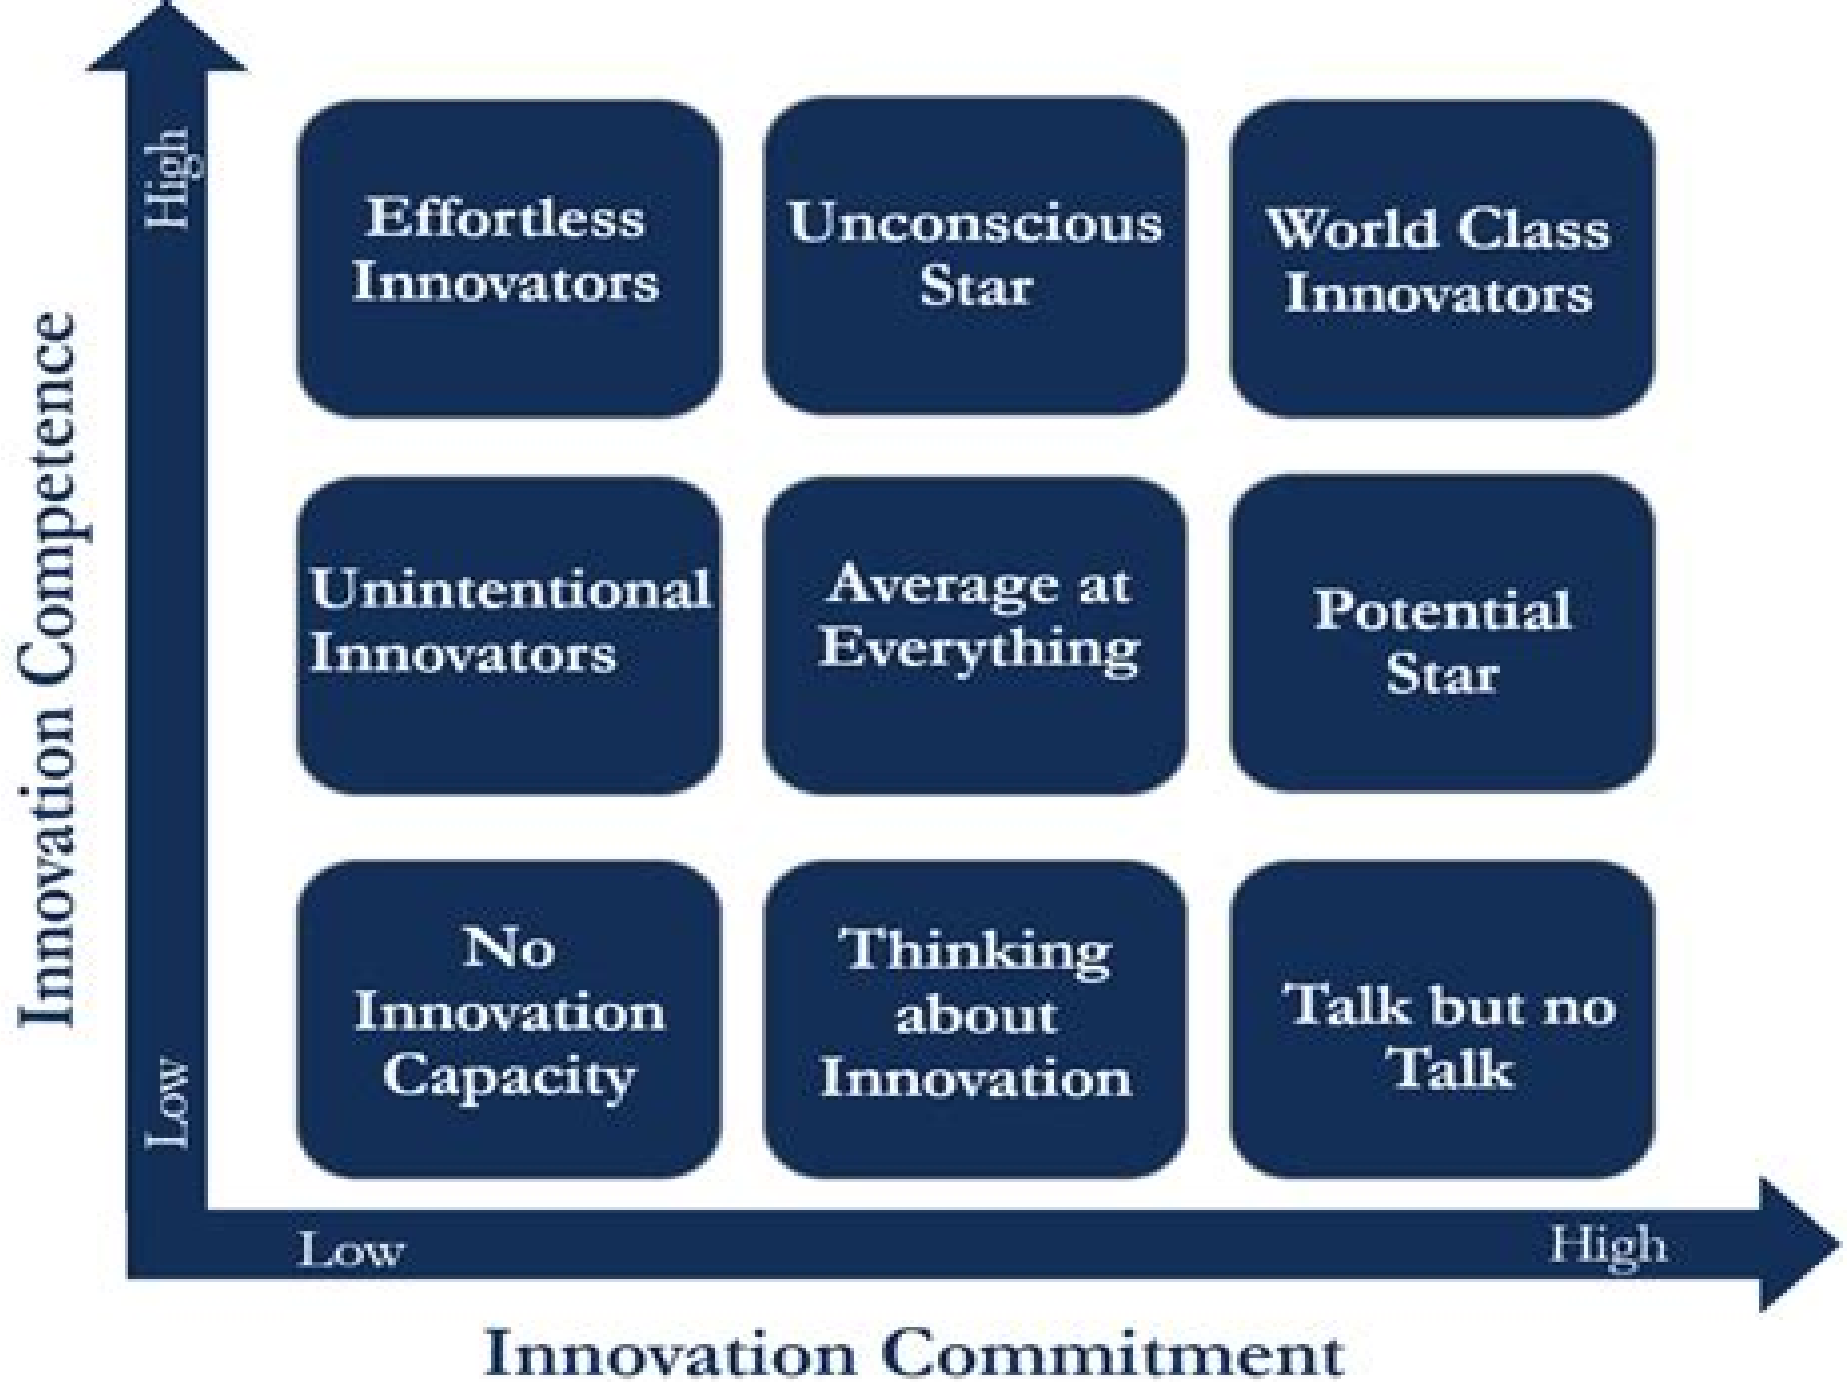 High
Effortless
Innovators
Unconscious
Star
World Class
Innovators
Innovation Competence
Unintentional
Innovators
Average at
Everything
Potential
Star
No
Innovation
Capacity
Thinking
about
Innovation
Talk but no
Talk
Low
Low
High
Innovation Commitment